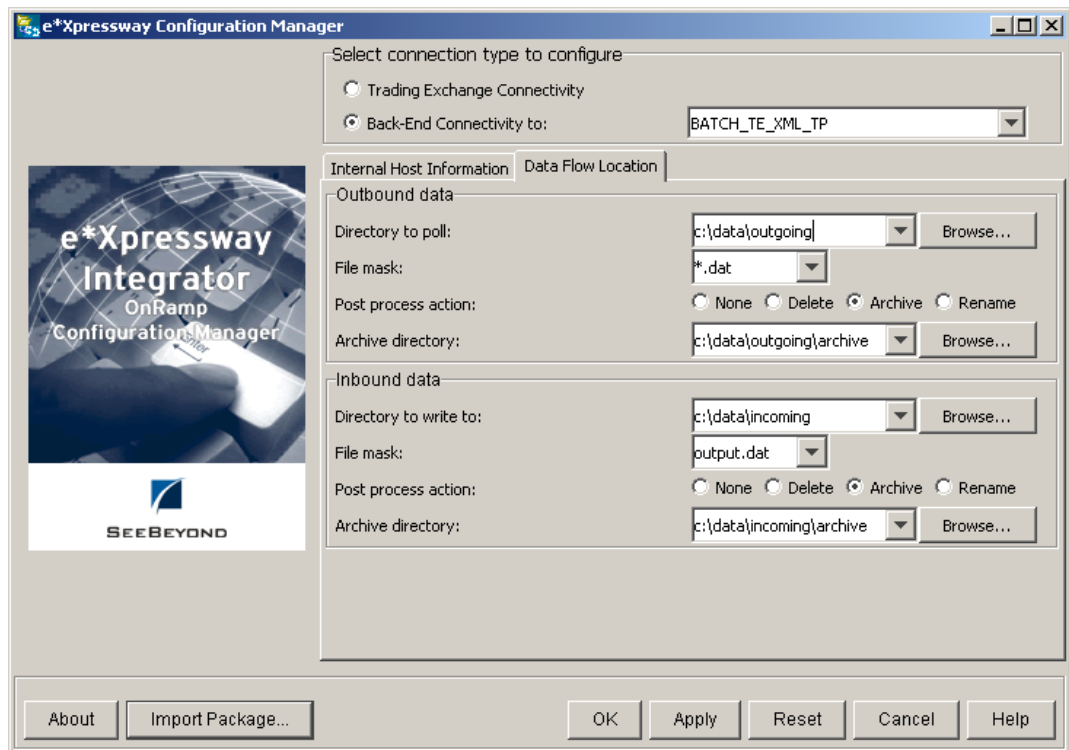 e*Xpressway Configuration Manager
Select connection type to configure
Trading Exchange Connectivity
Back-End Connectivity to: BATCH_TE_XML_TP
Internal Host Information Data Flow Location
Outbound data
Directory to poll: c:\data\outgoing Browse...
File mask: *.dat
Post process action: None Delete Archive Rename
Archive directory: c:\data\outgoing\archive Browse...
Inbound data
Directory to write to: c:\data\incoming Browse...
File mask: output.dat
Post process action: None Delete Archive Rename
Archive directory: c:\data\incoming\archive Browse...
e*Xpressway
Integrator
OnRamp
Configuration Manager
Enter
SEEBEYOND
About Import Package... OK Apply Reset Cancel Help